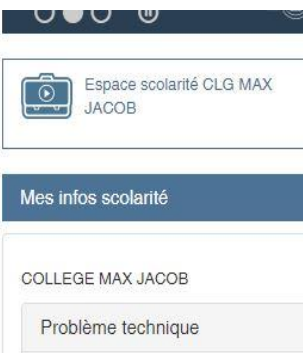 Espace scolarité CLG MAX
JACOB
Mes infos scolarité
COLLEGE MAX JACOB
Problème technique